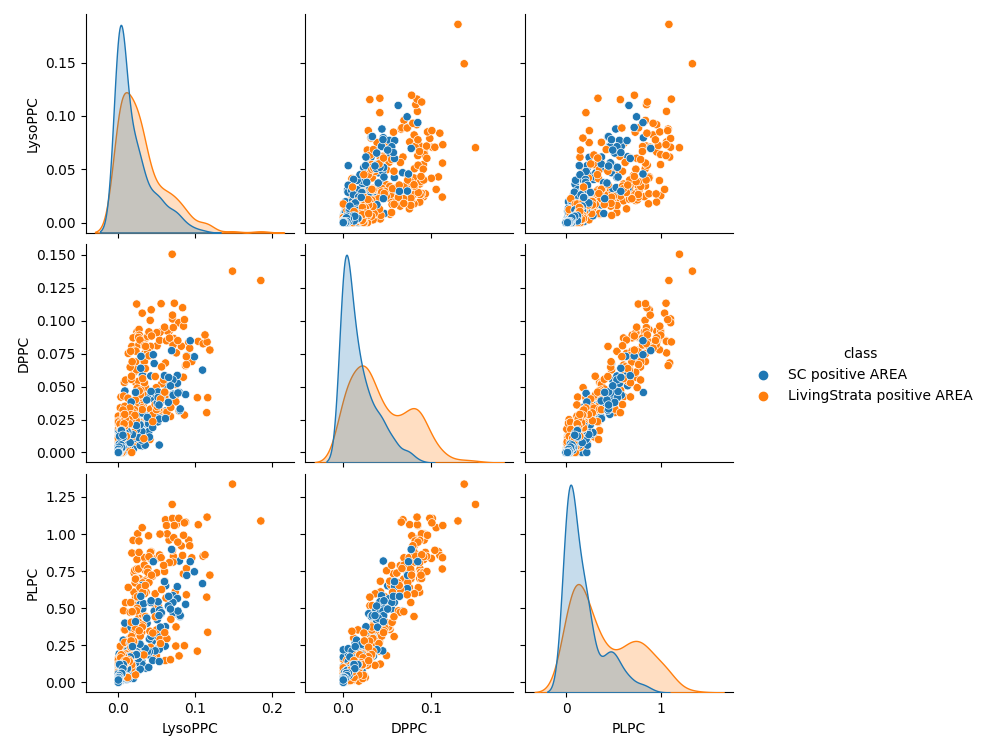 0.15
0.10
0.05
0.00
LysoPPC
0.150
0.125
0.100
0.075
0.050
0.025
0.000
DPPC
class
SC positive AREA
LivingStrata positive AREA
1.25
1.00
0.75
0.50
0.25
0.00
PLPC
0.0 0.1 0.2
LysoPPC
0.0 0.1
DPPC
0 1
PLPC